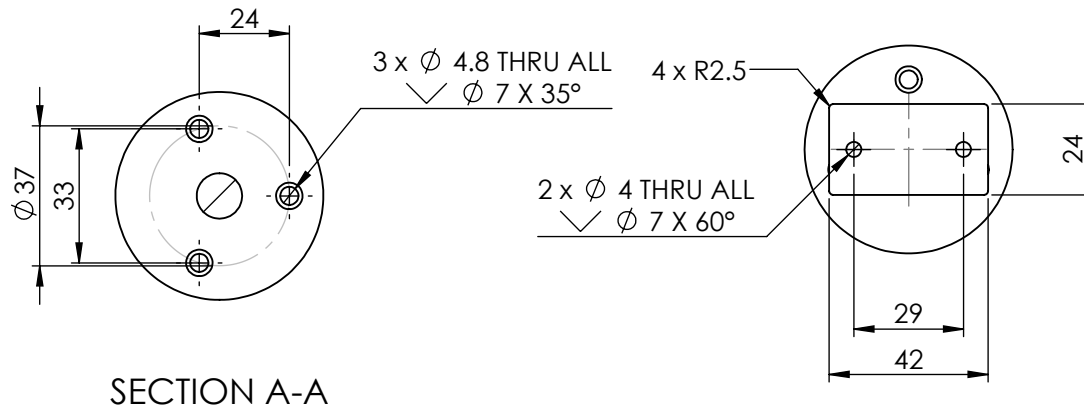 24
3 x ∅ 4.8 THRU ALL
⌵ ∅ 7 X 35°
∅ 37
33
SECTION A-A
4 x R2.5
24
2 x ∅ 4 THRU ALL
⌵ ∅ 7 X 60°
29
42